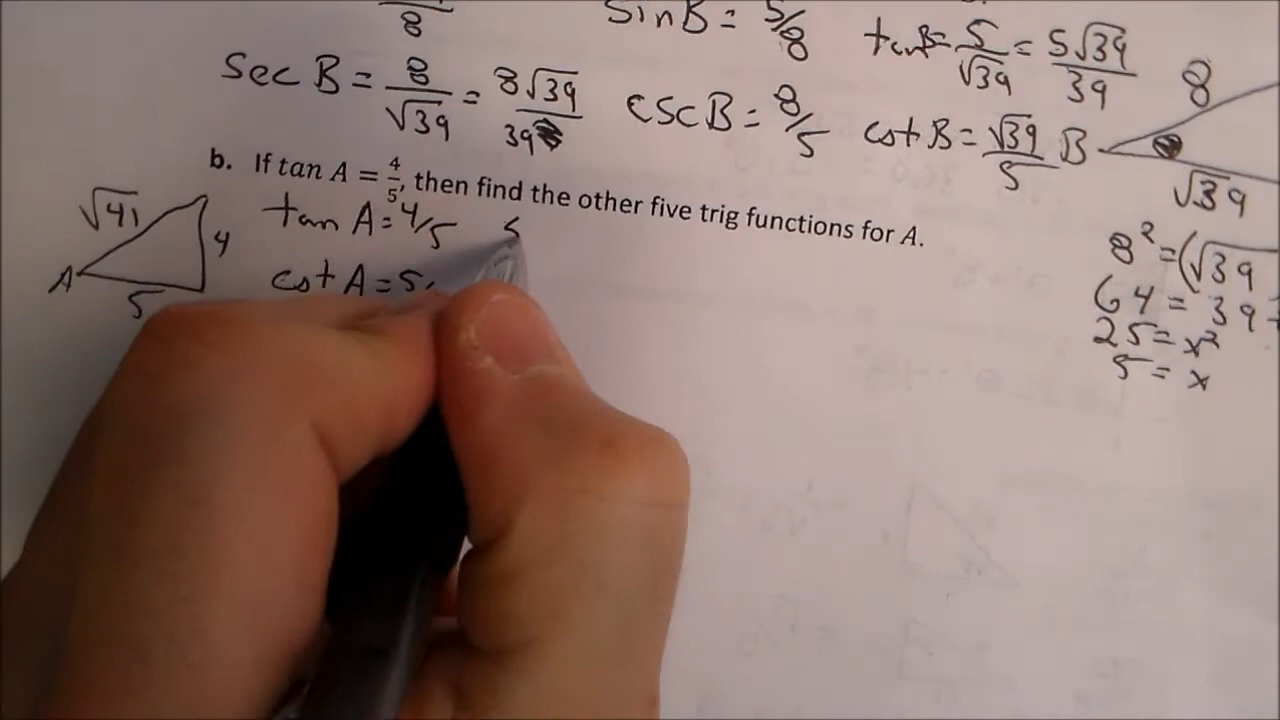 8
sin B = 5/8
tan B = 5/√39 = 5√39/39
8
sec B = 8/√39 = 8√39/39
csc B = 8/5
cot B = √39/5
B
√39
b. If tan A = 4/5, then find the other five trig functions for A.
√41
4
A
5
tan A = 4/5
cot A = 5
s
8² = (√39
64 = 39
25 = x²
5 = x